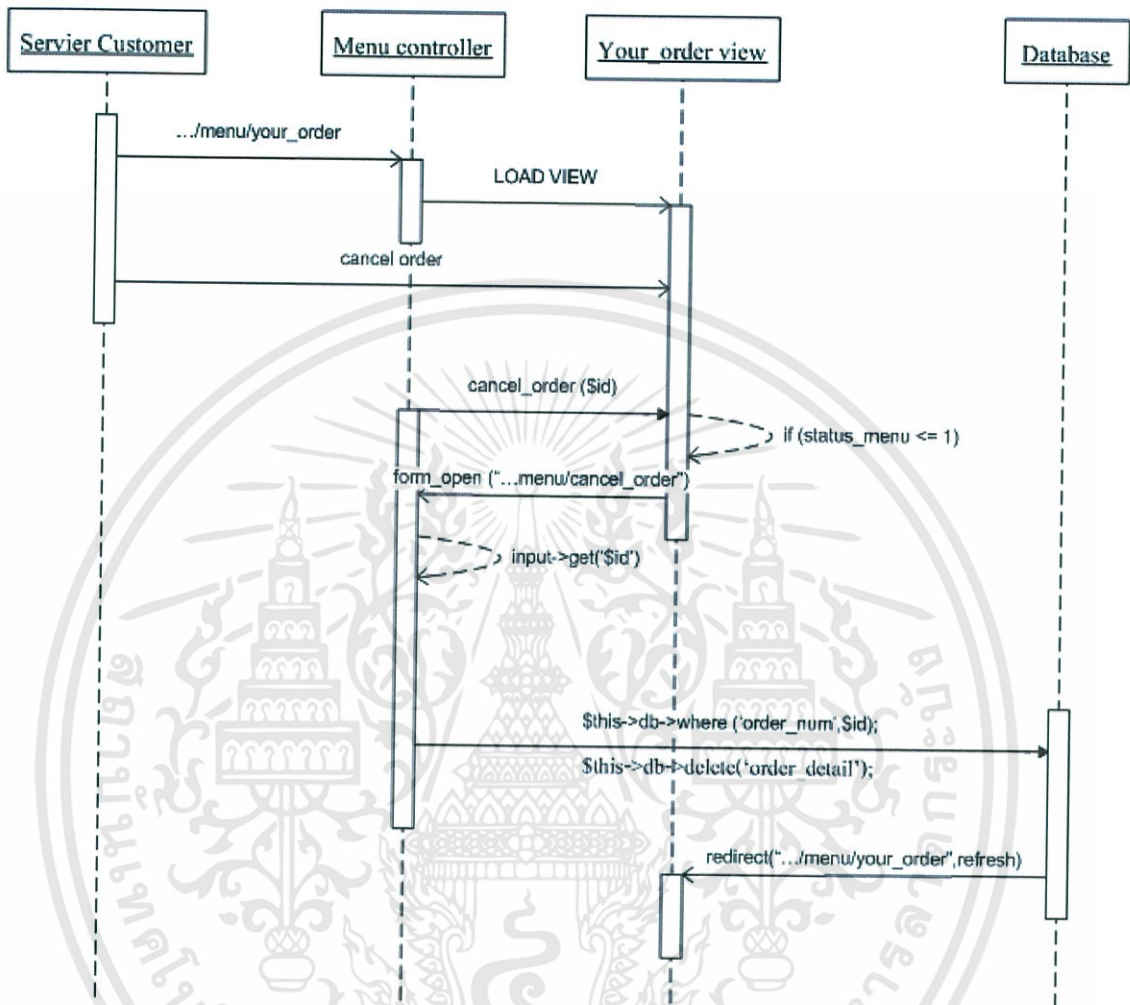 Servier Customer
Menu controller
Your_order view
Database
.../menu/your_order
LOAD VIEW
cancel order
cancel_order ($id)
if (status_menu <= 1)
form_open ("...menu/cancel_order")
input->get('$id')
$this->db->where ('order_num',$id);
$this->db->delete('order_detail');
redirect(".../menu/your_order",refresh)